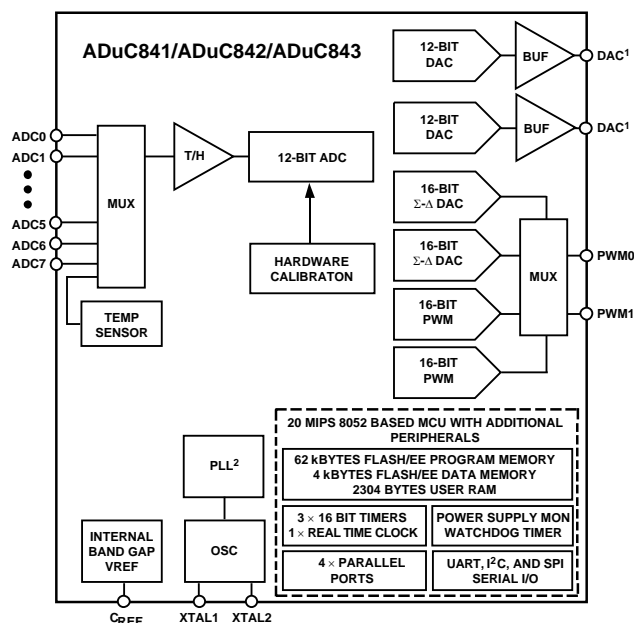 ADuC841/ADuC842/ADuC843
12-BIT
DAC
BUF
DAC¹
12-BIT
DAC
BUF
DAC¹
ADC0
ADC1
ADC5
ADC6
ADC7
MUX
T/H
12-BIT ADC
HARDWARE
CALIBRATON
TEMP
SENSOR
16-BIT
Σ-Δ DAC
16-BIT
Σ-Δ DAC
16-BIT
PWM
16-BIT
PWM
MUX
PWM0
PWM1
20 MIPS 8052 BASED MCU WITH ADDITIONAL
PERIPHERALS
62 kBYTES FLASH/EE PROGRAM MEMORY
4 kBYTES FLASH/EE DATA MEMORY
2304 BYTES USER RAM
3 × 16 BIT TIMERS
1 × REAL TIME CLOCK
POWER SUPPLY MON
WATCHDOG TIMER
4 × PARALLEL
PORTS
UART, I²C, AND SPI
SERIAL I/O
PLL²
OSC
INTERNAL
BAND GAP
VREF
CREF
XTAL1
XTAL2